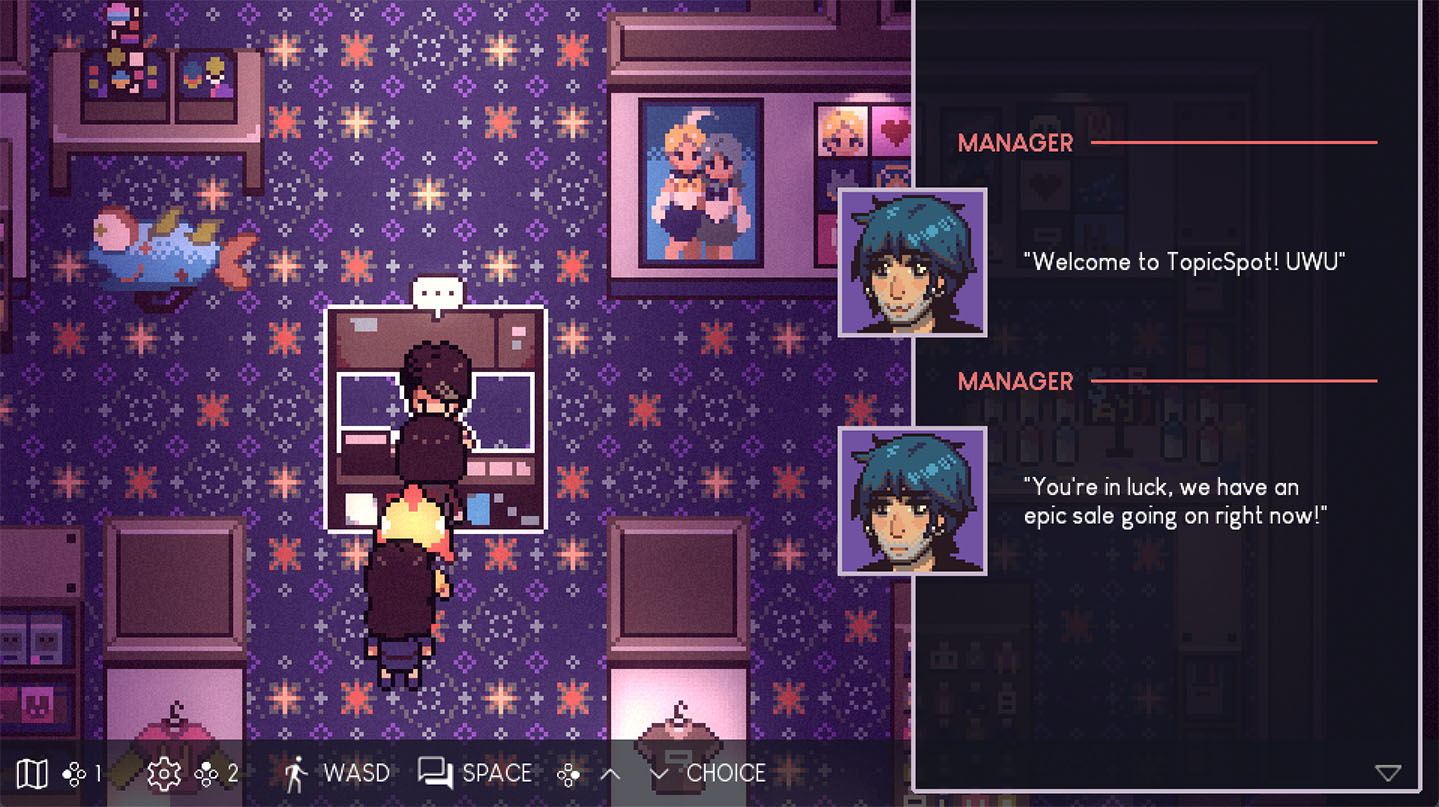 MANAGER
"Welcome to TopicSpot! UWU"
MANAGER
"You're in luck, we have an
epic sale going on right now!"
1 2 WASD SPACE CHOICE